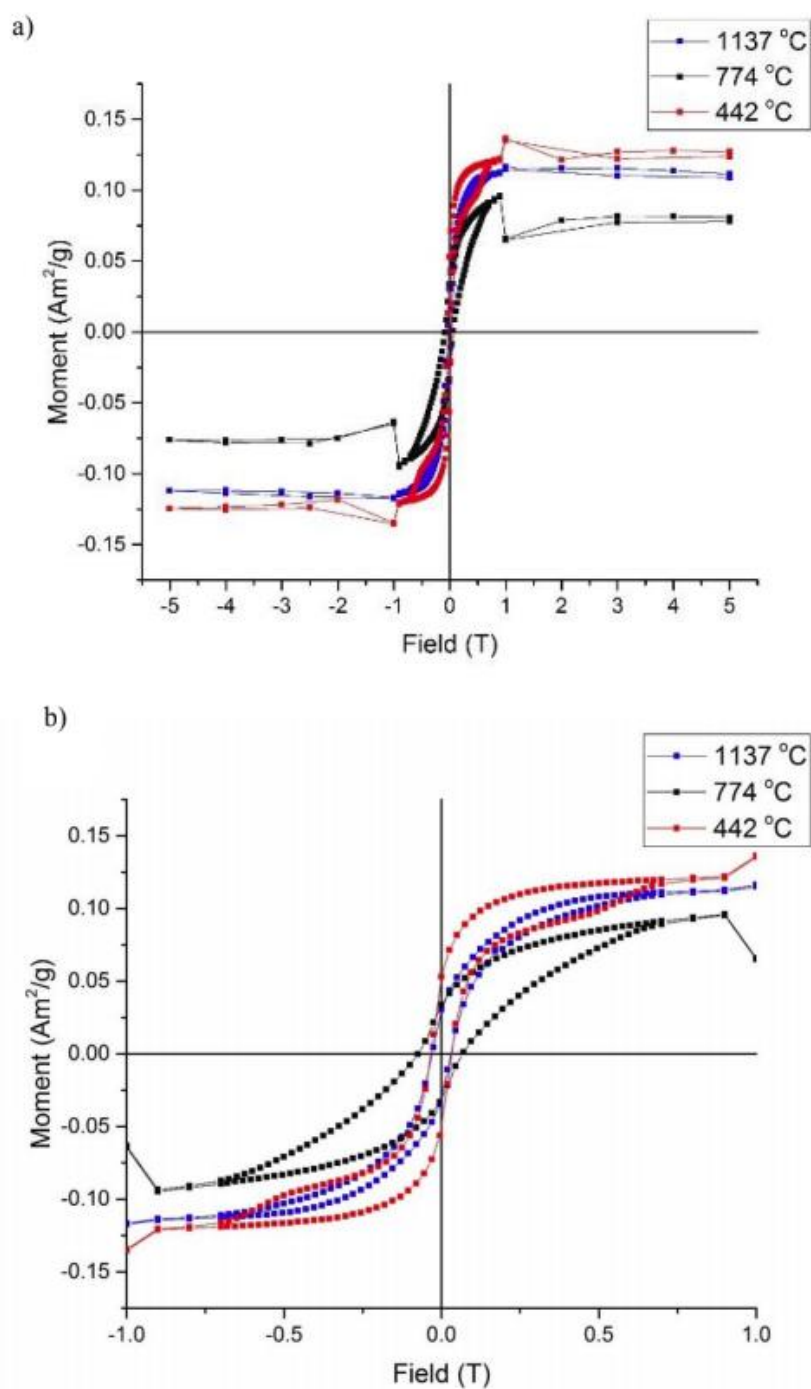 a)
1137 °C
774 °C
442 °C
0.15
0.10
0.05
0.00
-0.05
-0.10
-0.15
Moment (Am²/g)
-5 -4 -3 -2 -1 0 1 2 3 4 5
Field (T)
b)
1137 °C
774 °C
442 °C
0.15
0.10
0.05
0.00
-0.05
-0.10
-0.15
Moment (Am²/g)
-1.0 -0.5 0.0 0.5 1.0
Field (T)